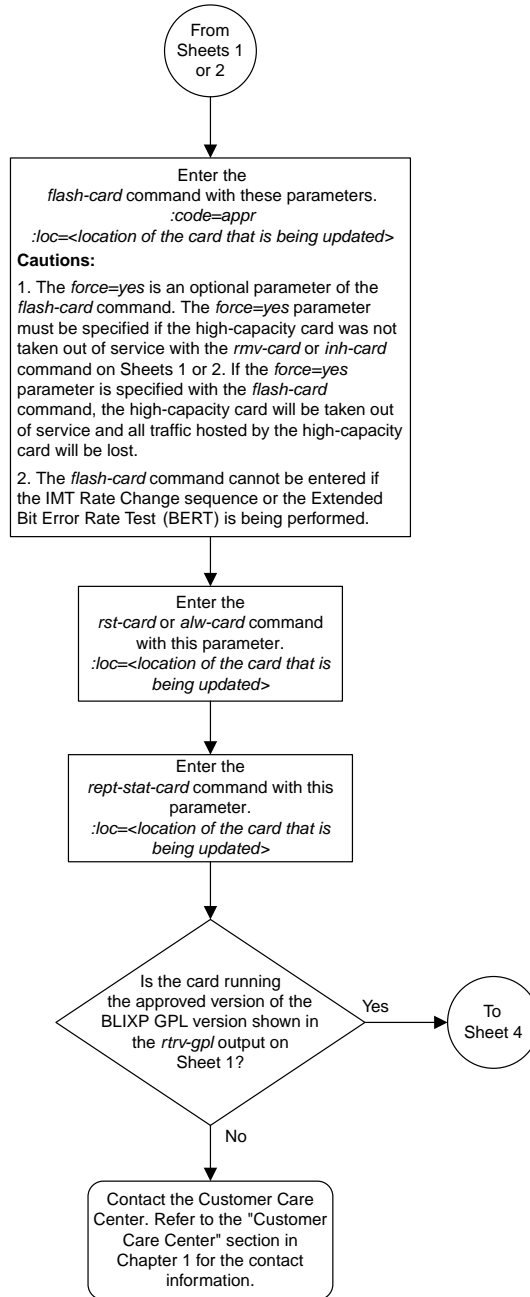 From
Sheets 1
or 2
Enter the
flash-card command with these parameters.
:code=appr
:loc=<location of the card that is being updated>
Cautions:
1. The force=yes is an optional parameter of the
flash-card command. The force=yes parameter
must be specified if the high-capacity card was not
taken out of service with the rmv-card or inh-card
command on Sheets 1 or 2. If the force=yes
parameter is specified with the flash-card
command, the high-capacity card will be taken out
of service and all traffic hosted by the high-capacity
card will be lost.
2. The flash-card command cannot be entered if
the IMT Rate Change sequence or the Extended
Bit Error Rate Test (BERT) is being performed.
Enter the
rst-card or alw-card command
with this parameter.
:loc=<location of the card that is
being updated>
Enter the
rept-stat-card command with this
parameter.
:loc=<location of the card that is
being updated>
Is the card running
the approved version of the
BLIXP GPL version shown in
the rtrv-gpl output on
Sheet 1?
Yes
To
Sheet 4
No
Contact the Customer Care
Center. Refer to the "Customer
Care Center" section in
Chapter 1 for the contact
information.